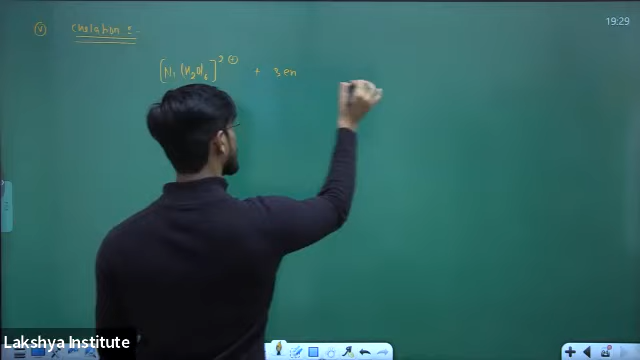 19:29
(v) Chelation :-
[Ni(H2O)6]2+ + 3en
Lakshya Institute